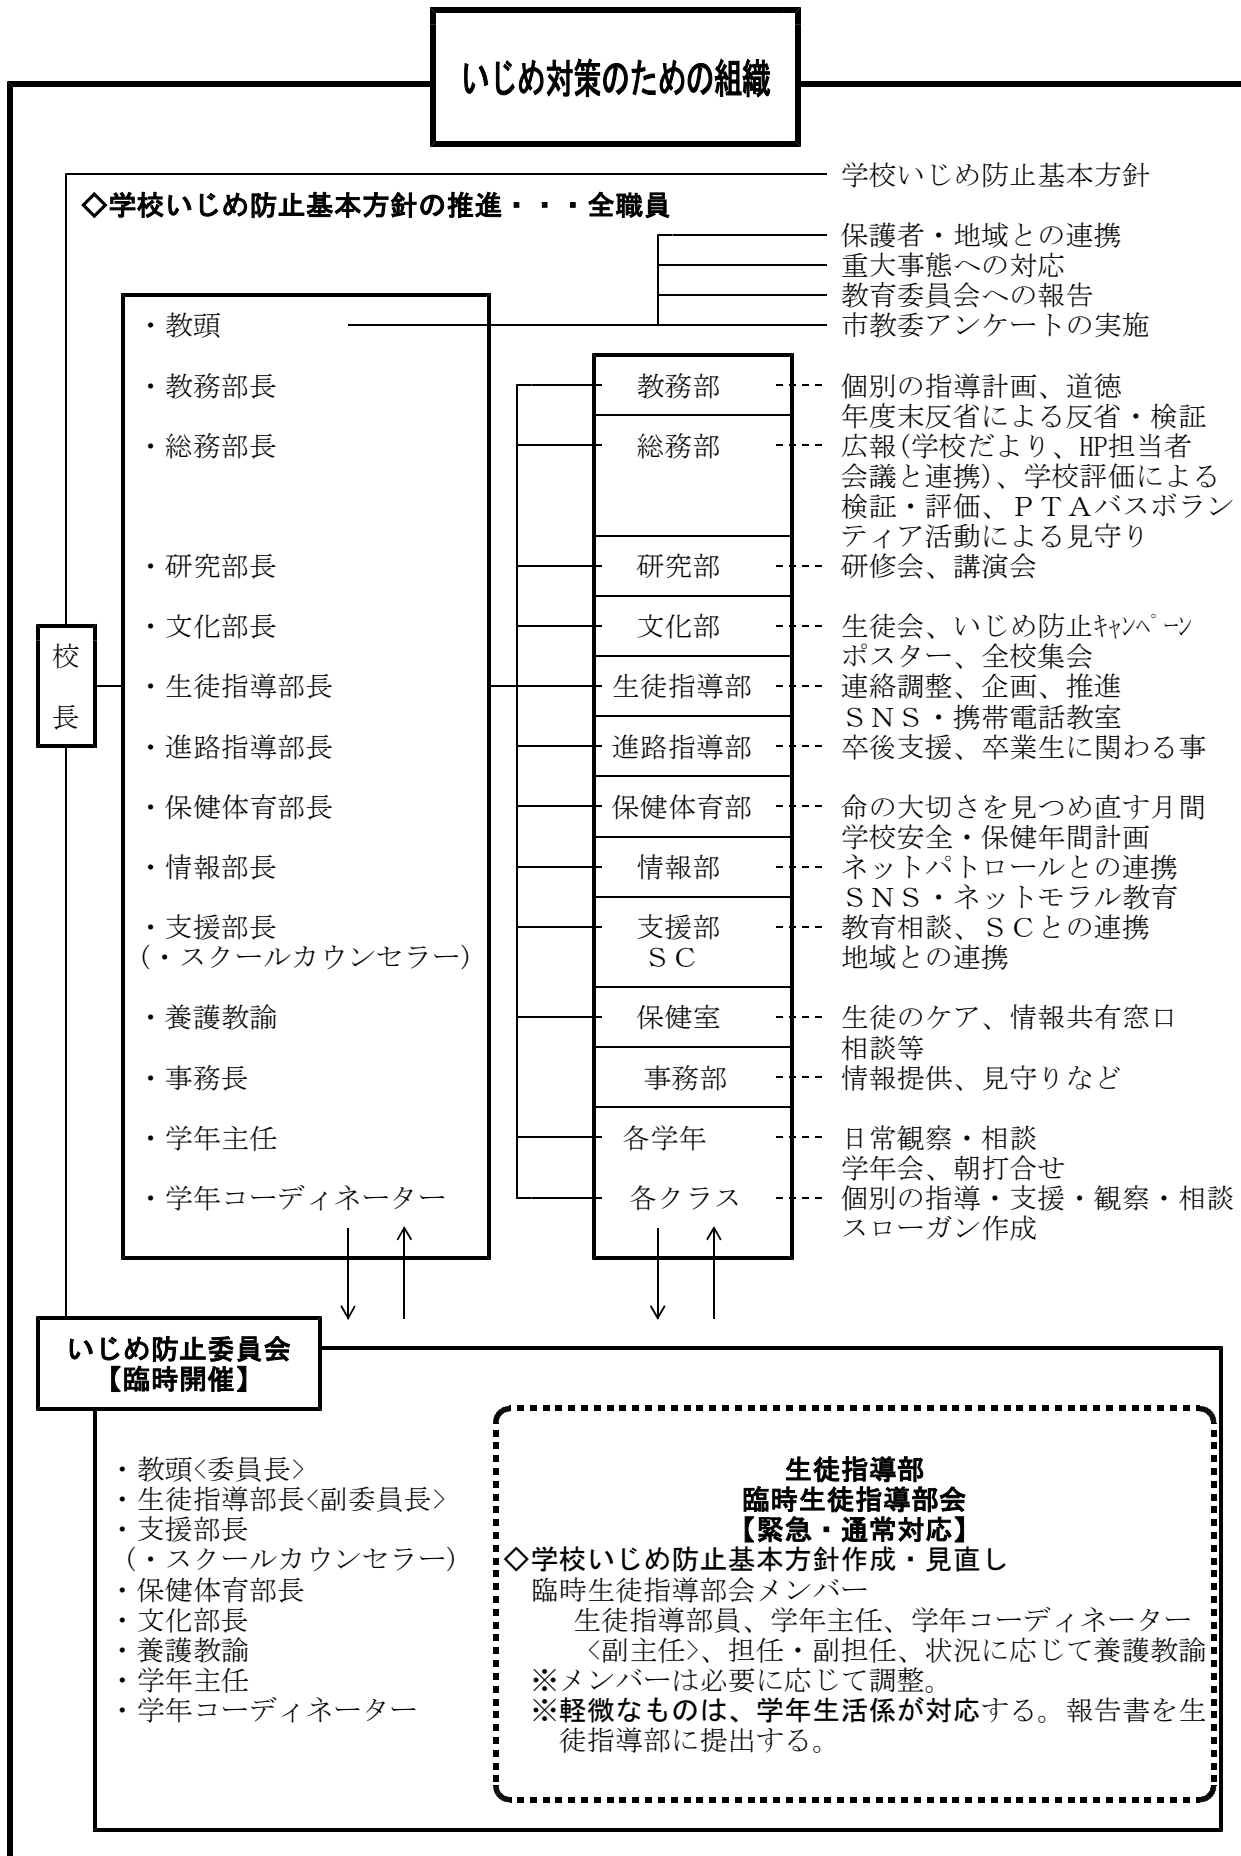 いじめ対策のための組織
学校いじめ防止基本方針
◇学校いじめ防止基本方針の推進・・・全職員
保護者・地域との連携
重大事態への対応
教育委員会への報告
・教頭
市教委アンケートの実施
・教務部長
教務部
個別の指導計画、道徳
年度末反省による反省・検証
・総務部長
総務部
広報(学校だより、HP担当者
会議と連携)、学校評価による
検証・評価、ＰＴＡバスボラン
ティア活動による見守り
・研究部長
研究部
研修会、講演会
・文化部長
文化部
生徒会、いじめ防止ｷｬﾝﾍﾟｰﾝ
ポスター、全校集会
校
長
・生徒指導部長
生徒指導部
連絡調整、企画、推進
ＳＮＳ・携帯電話教室
・進路指導部長
進路指導部
卒後支援、卒業生に関わる事
・保健体育部長
保健体育部
命の大切さを見つめ直す月間
学校安全・保健年間計画
・情報部長
情報部
ネットパトロールとの連携
ＳＮＳ・ネットモラル教育
・支援部長
(・スクールカウンセラー)
支援部
ＳＣ
教育相談、ＳＣとの連携
地域との連携
・養護教諭
保健室
生徒のケア、情報共有窓口
相談等
・事務長
事務部
情報提供、見守りなど
・学年主任
各学年
日常観察・相談
学年会、朝打合せ
・学年コーディネーター
各クラス
個別の指導・支援・観察・相談
スローガン作成
いじめ防止委員会
【臨時開催】
・教頭<委員長>
・生徒指導部長<副委員長>
・支援部長
(・スクールカウンセラー)
・保健体育部長
・文化部長
・養護教諭
・学年主任
・学年コーディネーター
生徒指導部
臨時生徒指導部会
【緊急・通常対応】
◇学校いじめ防止基本方針作成・見直し
臨時生徒指導部会メンバー
生徒指導部員、学年主任、学年コーディネーター
<副主任>、担任・副担任、状況に応じて養護教諭
※メンバーは必要に応じて調整。
※軽微なものは、学年生活係が対応する。報告書を生
徒指導部に提出する。